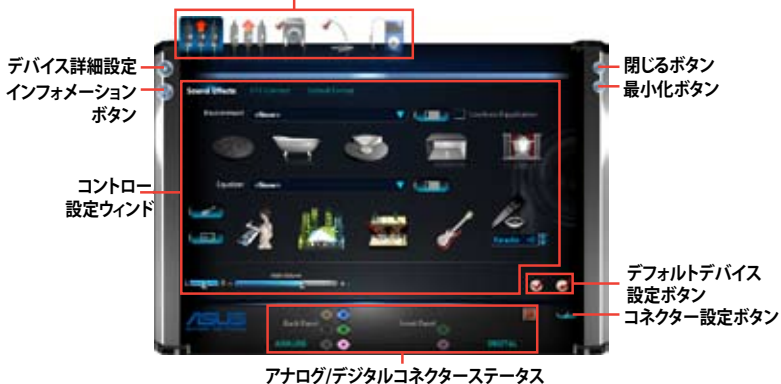 デバイス詳細設定
インフォメーション
ボタン
閉じるボタン
最小化ボタン
Sound Effects
Environment
<None>
Loudness Equalization
コントロー
設定ウィンド
Equalizer
<None>
Karaoke
デフォルトデバイス
設定ボタン
コネクター設定ボタン
ASUS
Back Panel
Front Panel
ANALOG
DIGITAL
アナログ/デジタルコネクターステータス